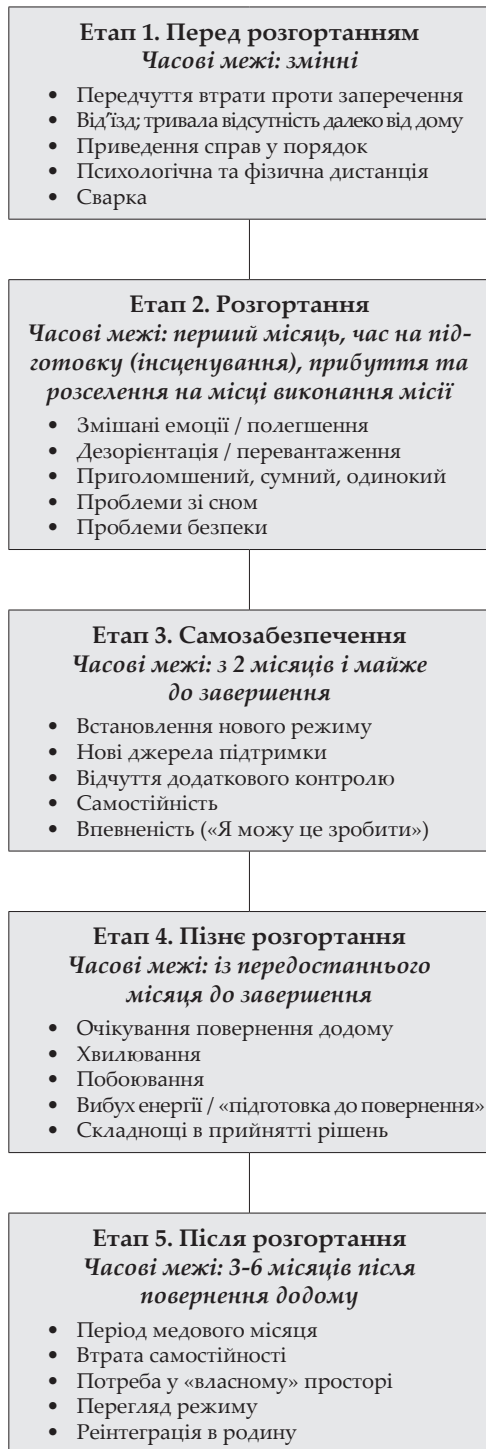 Етап 1. Перед розгортанням
Часові межі: змінні
• Передчуття втрати проти заперечення
• Від’їзд; тривала відсутність далеко від дому
• Приведення справ у порядок
• Психологічна та фізична дистанція
• Сварка
Етап 2. Розгортання
Часові межі: перший місяць, час на під-
готовку (інсценування), прибуття та
розселення на місці виконання місії
• Змішані емоції / полегшення
• Дезорієнтація / перевантаження
• Приголомшений, сумний, одинокий
• Проблеми зі сном
• Проблеми безпеки
Етап 3. Самозабезпечення
Часові межі: з 2 місяців і майже
до завершення
• Встановлення нового режиму
• Нові джерела підтримки
• Відчуття додаткового контролю
• Самостійність
• Впевненість («Я можу це зробити»)
Етап 4. Пізнє розгортання
Часові межі: із передостаннього
місяця до завершення
• Очікування повернення додому
• Хвилювання
• Побоювання
• Вибух енергії / «підготовка до повернення»
• Складнощі в прийнятті рішень
Етап 5. Після розгортання
Часові межі: 3-6 місяців після
повернення додому
• Період медового місяця
• Втрата самостійності
• Потреба у «власному» просторі
• Перегляд режиму
• Реінтеграція в родину